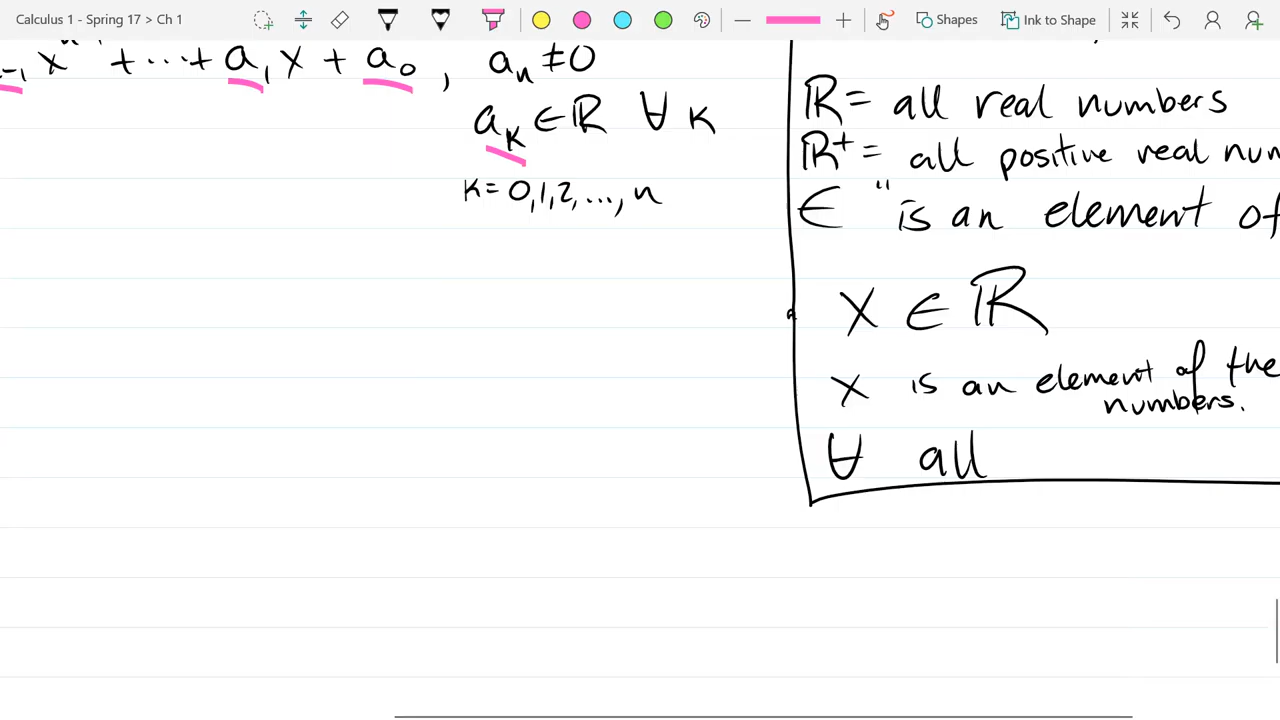 Calculus 1 - Spring 17 > Ch 1
Shapes
Ink to Shape
x + ... + a₁x + a₀ , aₙ ≠ 0
aₖ ∈ ℝ ∀ k
k = 0, 1, 2, ..., n
ℝ = all real numbers
ℝ⁺ = all positive real num
∈ " is an element of
x ∈ ℝ
x is an element of the
numbers.
∀ all